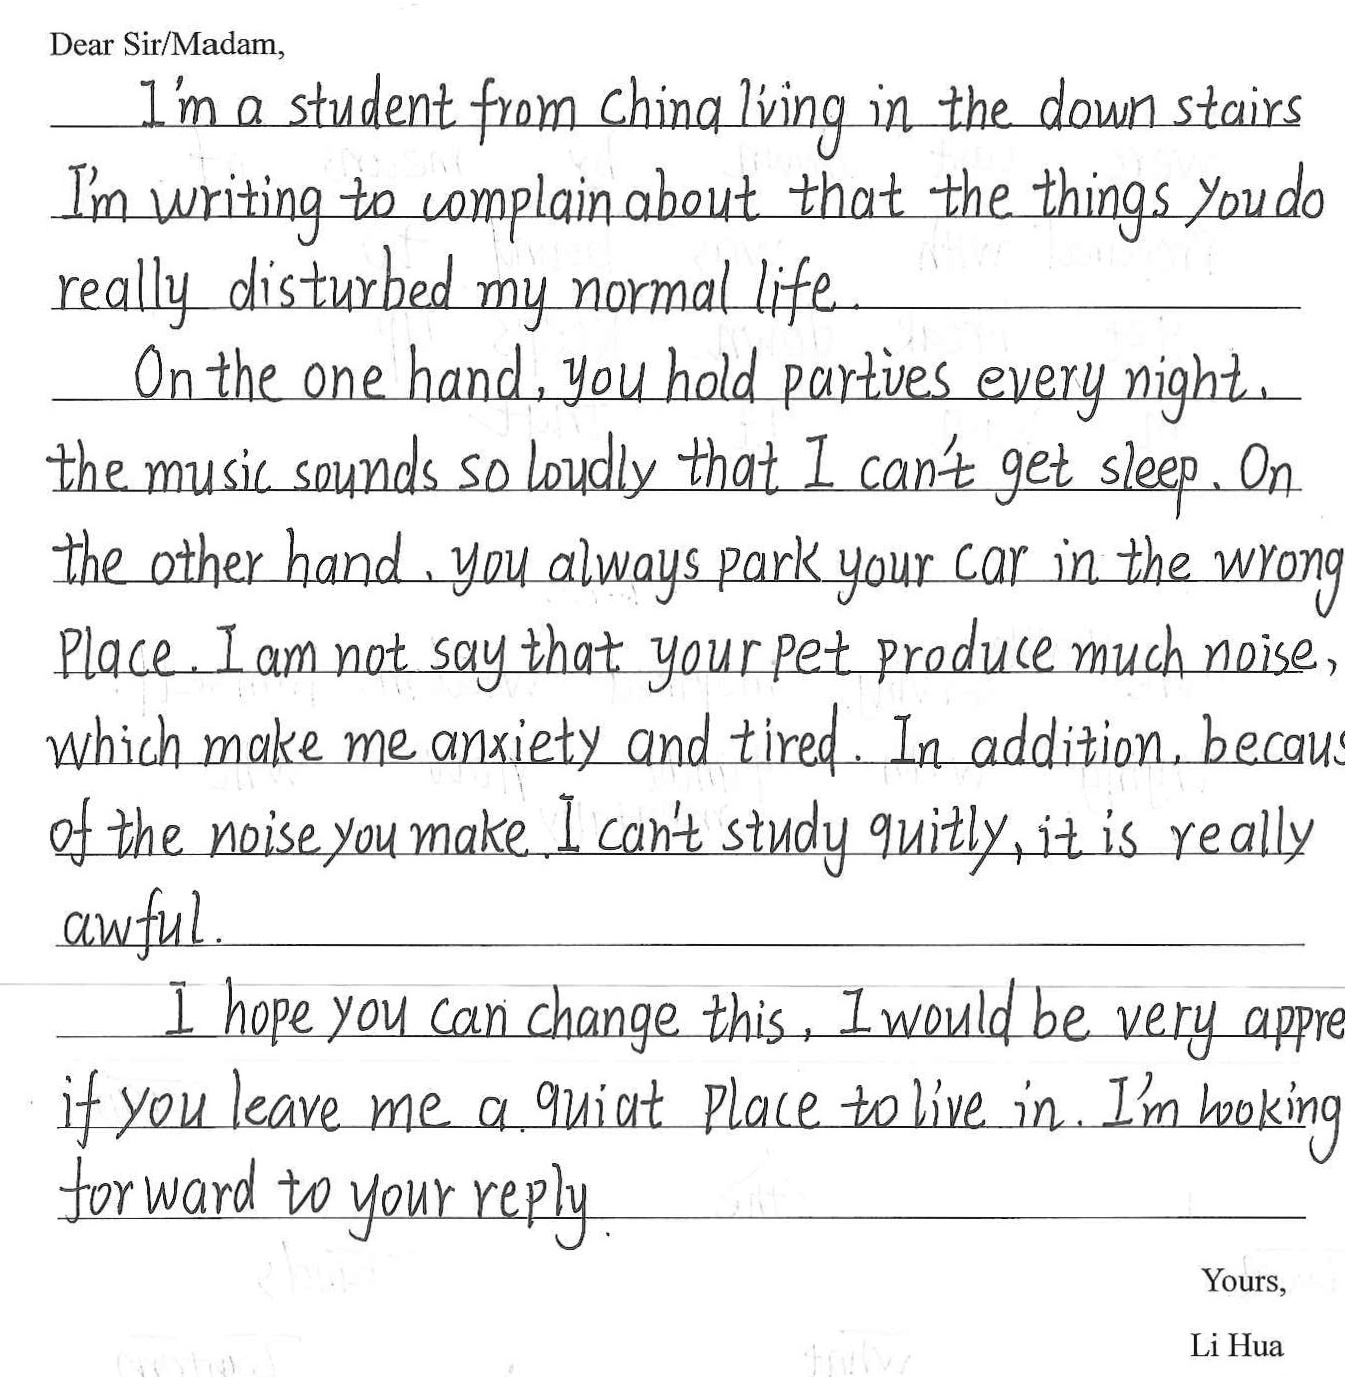 Dear Sir/Madam,
I'm a student from China living in the down stairs
I'm writing to complain about that the things you do
really disturbed my normal life.
On the one hand, you hold partives every night.
the music sounds so loudly that I can't get sleep. On
the other hand, you always park your car in the wrong
Place. I am not say that your pet produce much noise,
which make me anxiety and tired. In addition, becaus
of the noise you make I can't study quitly, it is really
awful.
I hope you can change this, I would be very appre
if you leave me a quiat Place to live in. I'm looking
forward to your reply.
Yours,
Li Hua